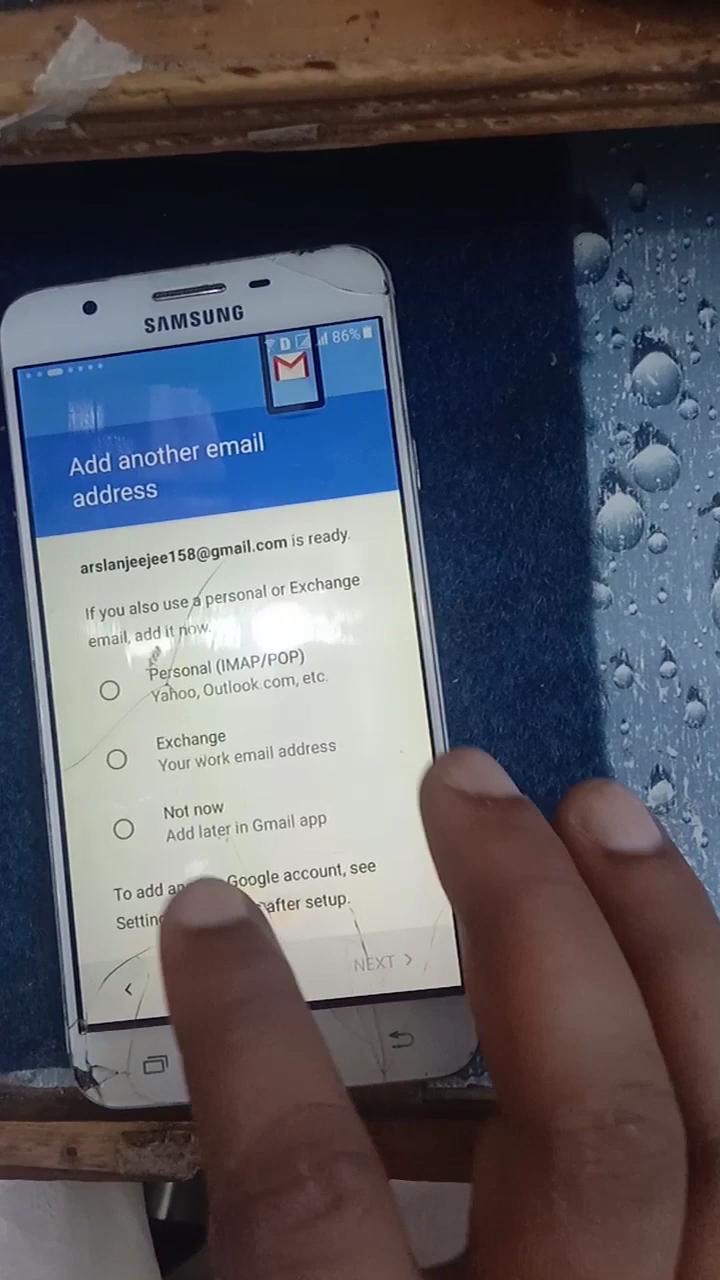 SAMSUNG
86%
Add another email
address
arslanjeejee158@gmail.com is ready.
If you also use a personal or Exchange
email, add it now.
Personal (IMAP/POP)
Yahoo, Outlook.com, etc.
Exchange
Your work email address
Not now
Add later in Gmail app
To add Google account, see
after setup.
NEXT